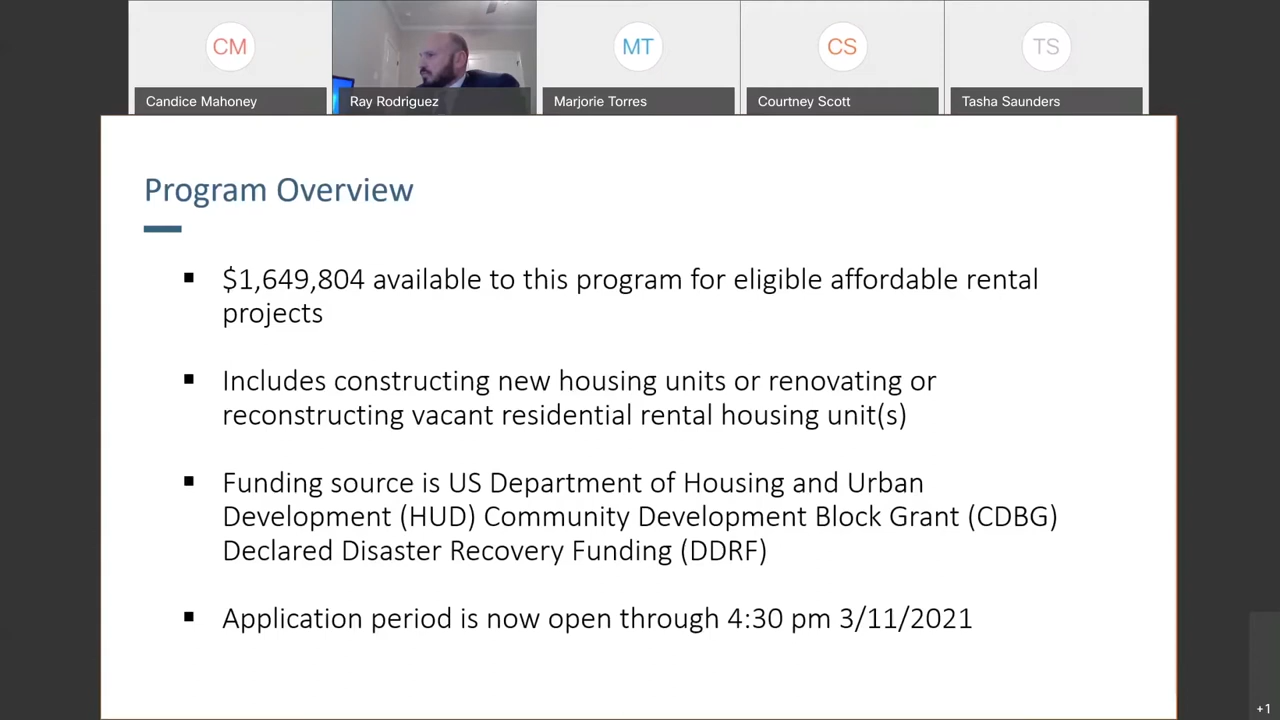 CM
MT
CS
TS
Candice Mahoney
Ray Rodriguez
Marjorie Torres
Courtney Scott
Tasha Saunders
Program Overview
▪ $1,649,804 available to this program for eligible affordable rental
projects
▪ Includes constructing new housing units or renovating or
reconstructing vacant residential rental housing unit(s)
▪ Funding source is US Department of Housing and Urban
Development (HUD) Community Development Block Grant (CDBG)
Declared Disaster Recovery Funding (DDRF)
▪ Application period is now open through 4:30 pm 3/11/2021
+1